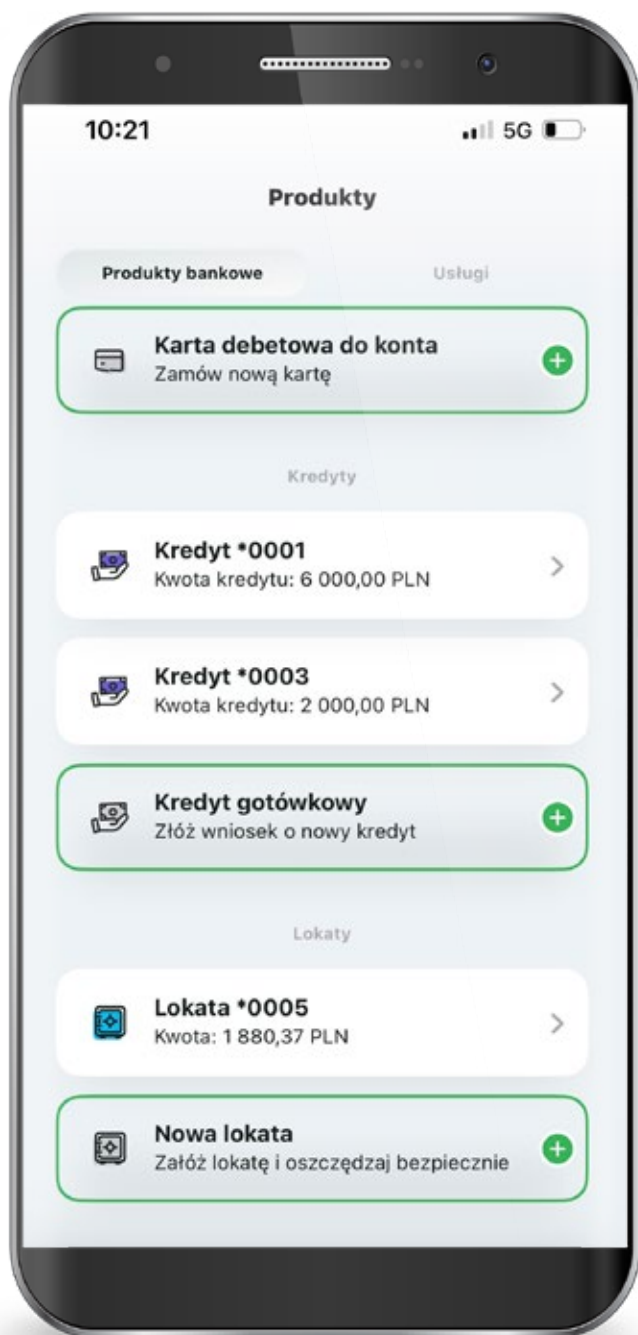 10:21
5G
Produkty
Produkty bankowe
Usługi
Karta debetowa do konta
Zamów nową kartę
Kredyty
Kredyt *0001
Kwota kredytu: 6 000,00 PLN
Kredyt *0003
Kwota kredytu: 2 000,00 PLN
Kredyt gotówkowy
Złóż wniosek o nowy kredyt
Lokaty
Lokata *0005
Kwota: 1 880,37 PLN
Nowa lokata
Załóż lokatę i oszczędzaj bezpiecznie